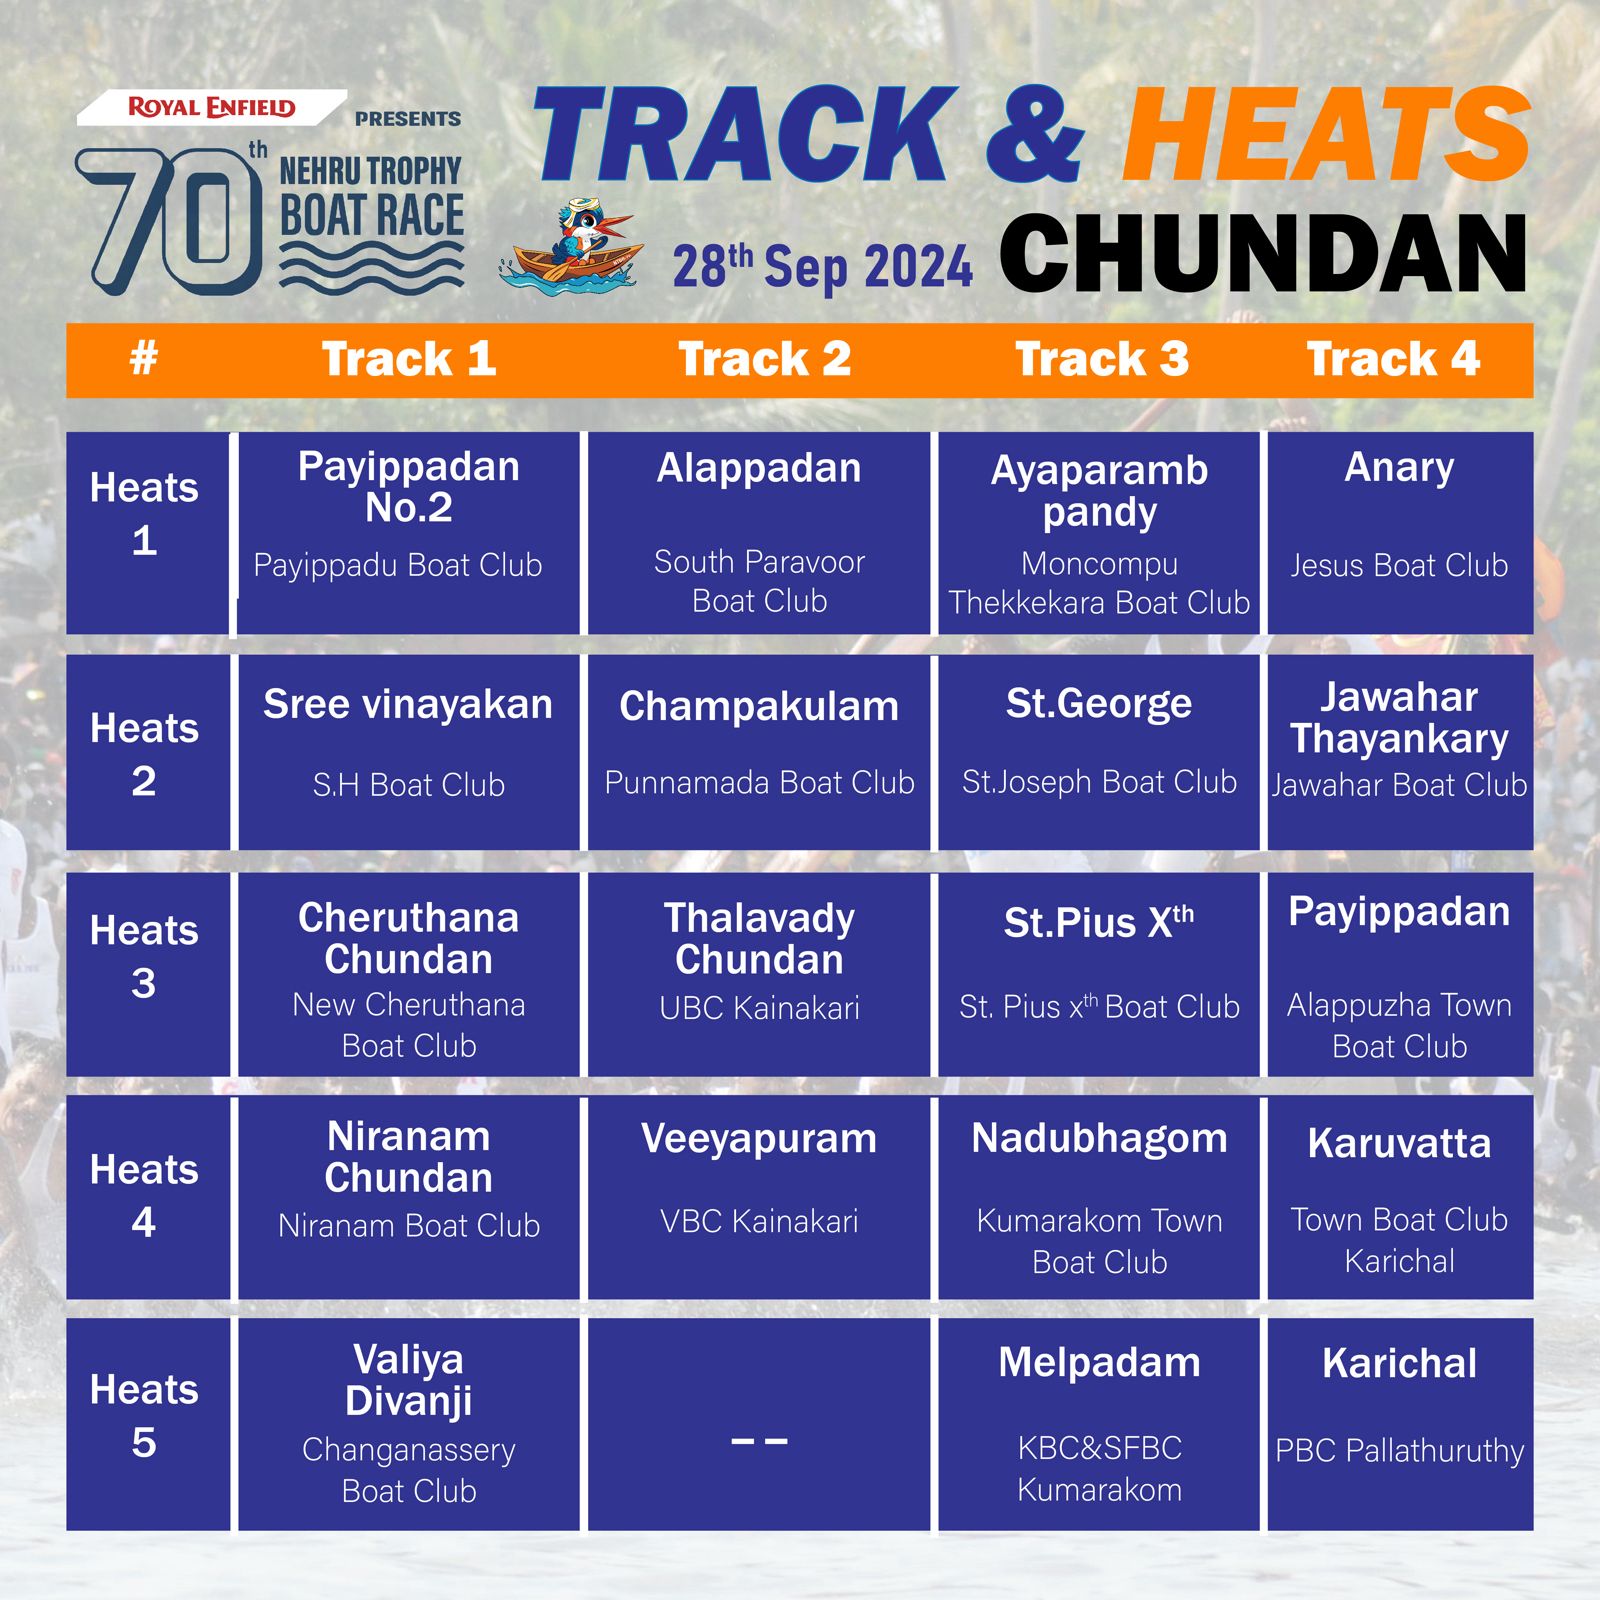 ROYAL ENFIELD PRESENTS
70th NEHRU TROPHY
BOAT RACE
TRACK & HEATS
28th Sep 2024 CHUNDAN
# Track 1 Track 2 Track 3 Track 4
Heats
1
Payippadan
No.2
Payippadu Boat Club
Alappadan
South Paravoor
Boat Club
Ayaparamb
pandy
Moncompu
Thekkekara Boat Club
Anary
Jesus Boat Club
Heats
2
Sree vinayakan
S.H Boat Club
Champakulam
Punnamada Boat Club
St.George
St.Joseph Boat Club
Jawahar
Thayankary
Jawahar Boat Club
Heats
3
Cheruthana
Chundan
New Cheruthana
Boat Club
Thalavady
Chundan
UBC Kainakari
St.Pius Xth
St. Pius xth Boat Club
Payippadan
Alappuzha Town
Boat Club
Heats
4
Niranam
Chundan
Niranam Boat Club
Veeyapuram
VBC Kainakari
Nadubhagom
Kumarakom Town
Boat Club
Karuvatta
Town Boat Club
Karichal
Heats
5
Valiya
Divanji
Changanassery
Boat Club
--
Melpadam
KBC&SFBC
Kumarakom
Karichal
PBC Pallathuruthy